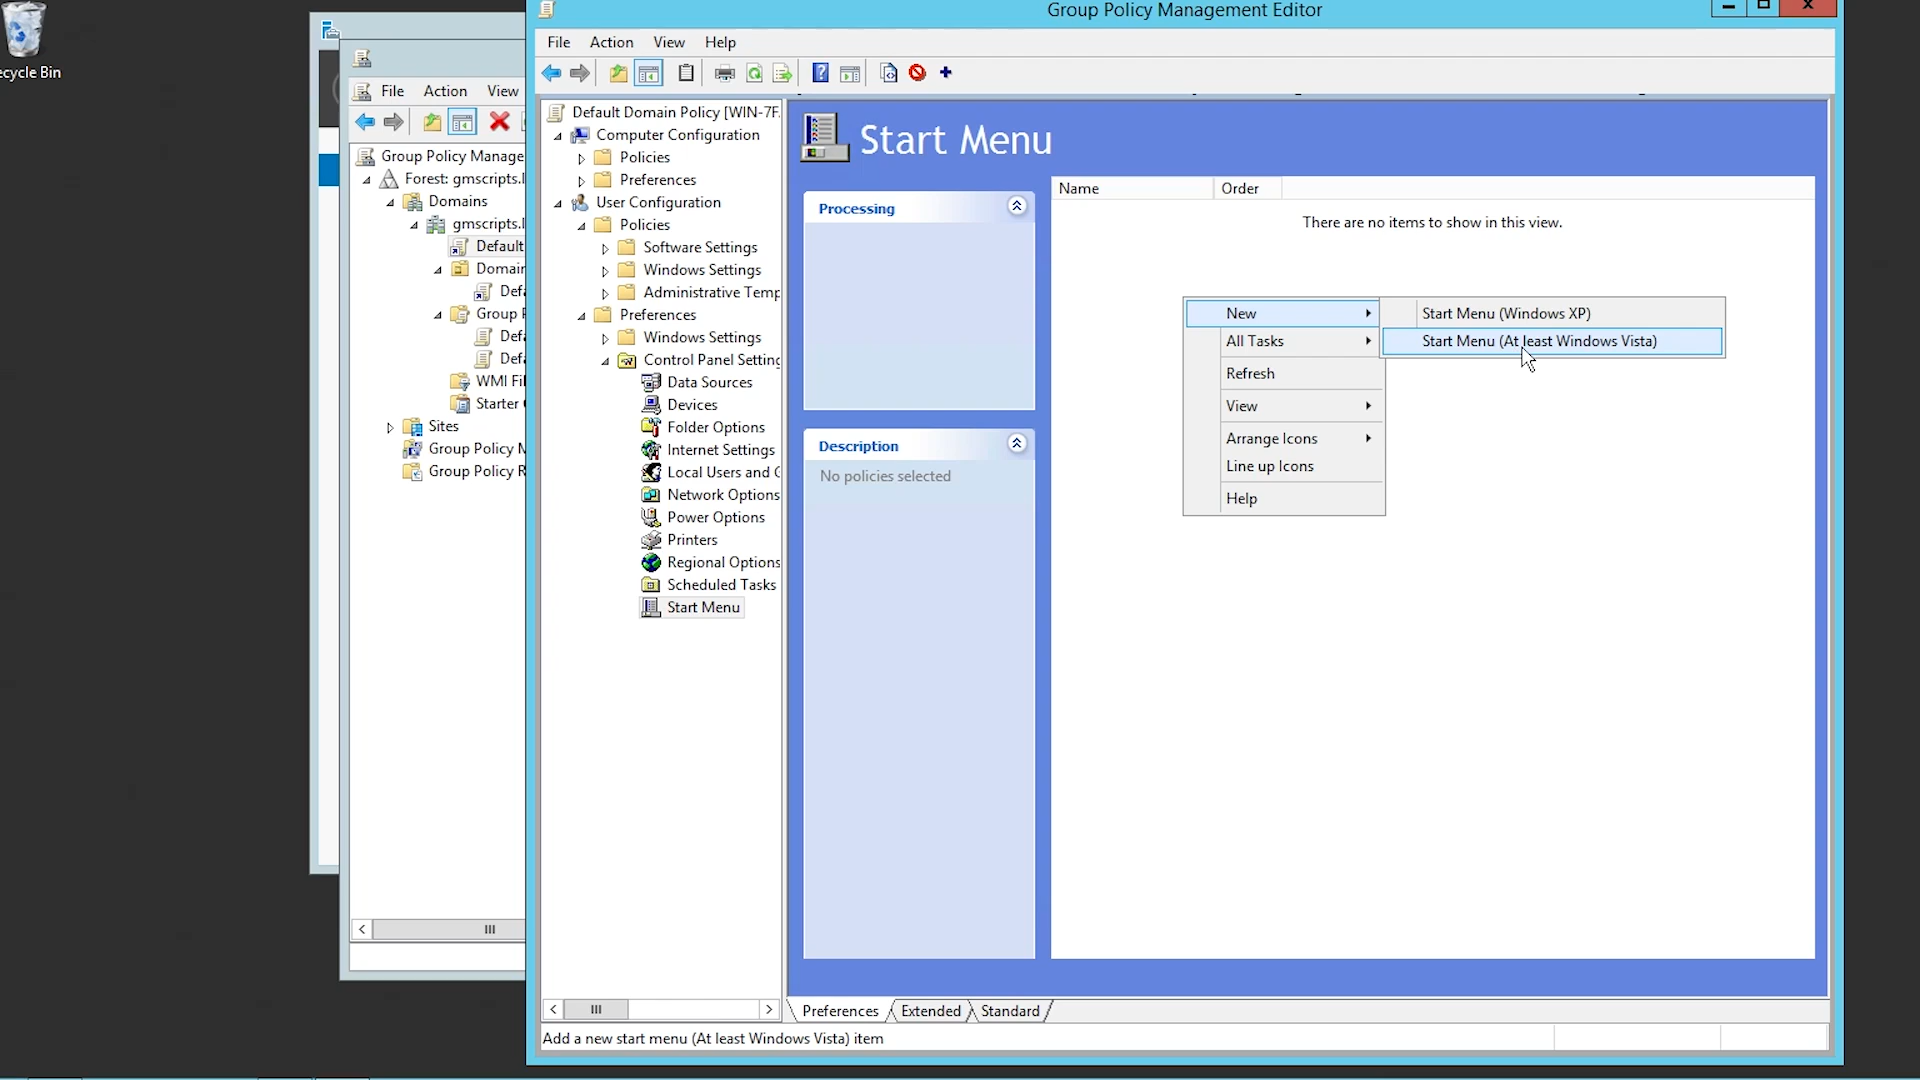 ecycle Bin
File
Action
View
Group Policy Manage
Forest: gmscripts.l
Domains
gmscripts.l
Default
Domain
Defa
Group P
Defa
Defa
WMI Fil
Starter
Sites
Group Policy M
Group Policy R
Group Policy Management Editor
File
Action
View
Help
Default Domain Policy [WIN-7F.
Computer Configuration
Policies
Preferences
User Configuration
Policies
Software Settings
Windows Settings
Administrative Temp
Preferences
Windows Settings
Control Panel Setting
Data Sources
Devices
Folder Options
Internet Settings
Local Users and G
Network Options
Power Options
Printers
Regional Options
Scheduled Tasks
Start Menu
Start Menu
Processing
Description
No policies selected
Name
Order
There are no items to show in this view.
New
All Tasks
Refresh
View
Arrange Icons
Line up Icons
Help
Start Menu (Windows XP)
Start Menu (At least Windows Vista)
Preferences
Extended
Standard
Add a new start menu (At least Windows Vista) item